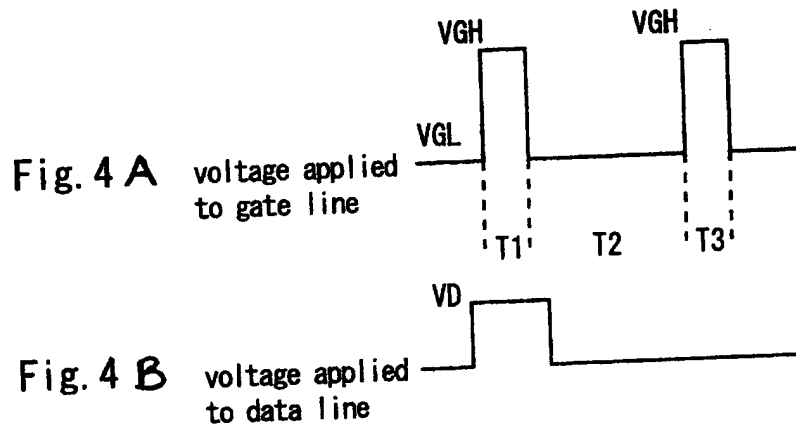 VGH VGH
VGL
Fig. 4 A voltage applied
to gate line
T1 T2 T3
VD
Fig. 4 B voltage applied
to data line